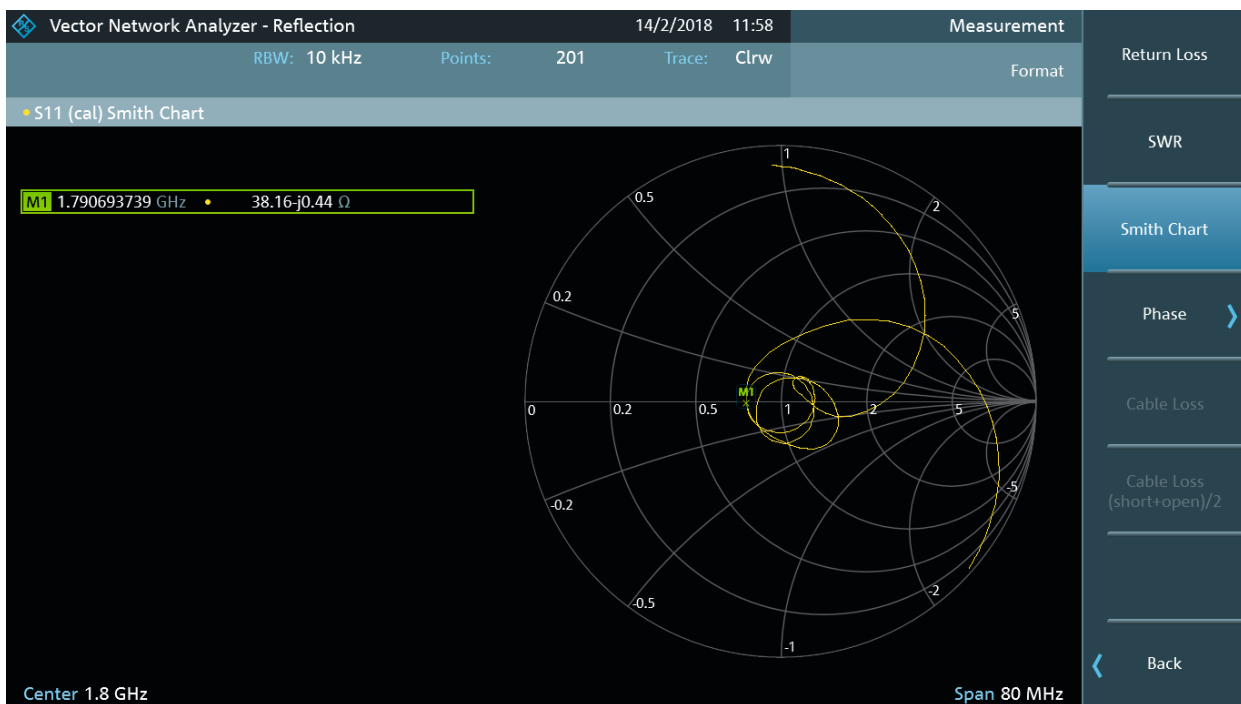 Vector Network Analyzer - Reflection 14/2/2018 11:58 Measurement
RBW: 10 kHz Points: 201 Trace: Clrw
Format
S11 (cal) Smith Chart
M1 1.790693739 GHz 38.16-j0.44 Ω
1
0.5
2
0.2
5
M1
0 0.2 0.5 1 2 5
-5
-0.2
-2
-0.5
-1
Center 1.8 GHz Span 80 MHz
Return Loss
SWR
Smith Chart
Phase
Cable Loss
Cable Loss
(short+open)/2
Back